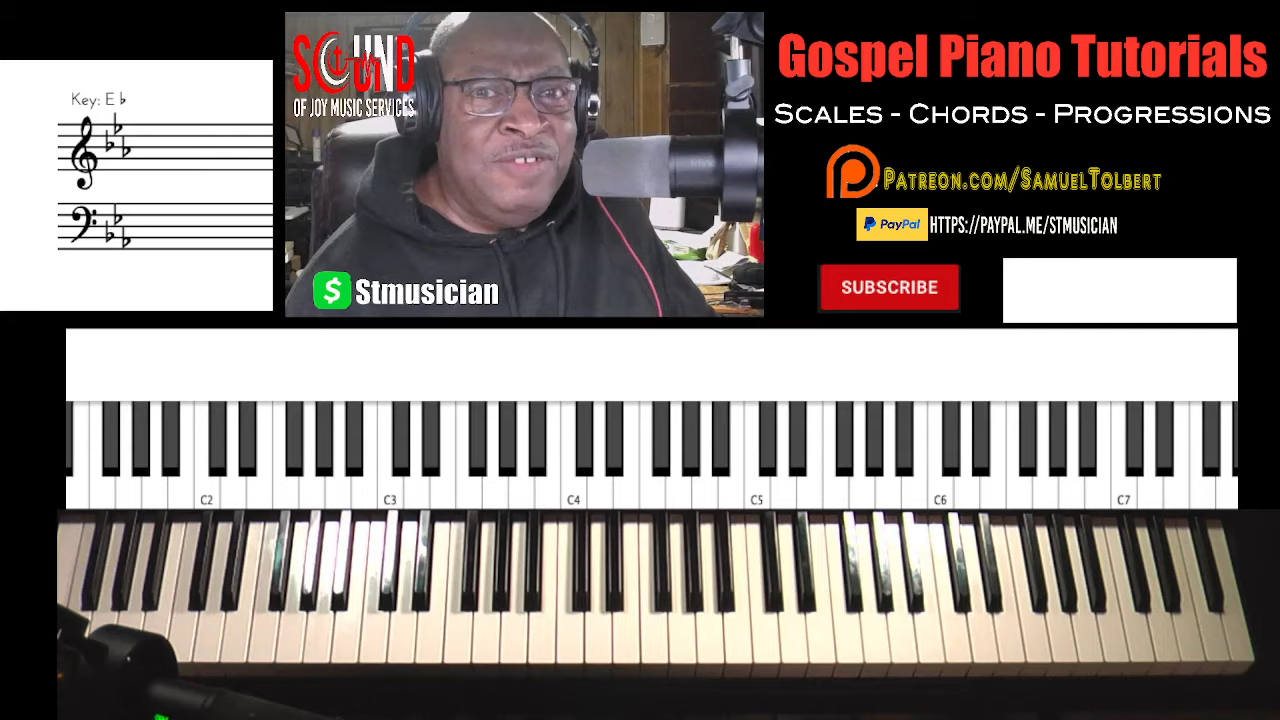 Key: E♭
SOUND
OF JOY MUSIC SERVICES
$ Stmusician
Gospel Piano Tutorials
Scales - Chords - Progressions
Patreon.com/SamuelTolbert
PayPal HTTPS://PAYPAL.ME/STMUSICIAN
SUBSCRIBE
C2 C3 C4 C5 C6 C7